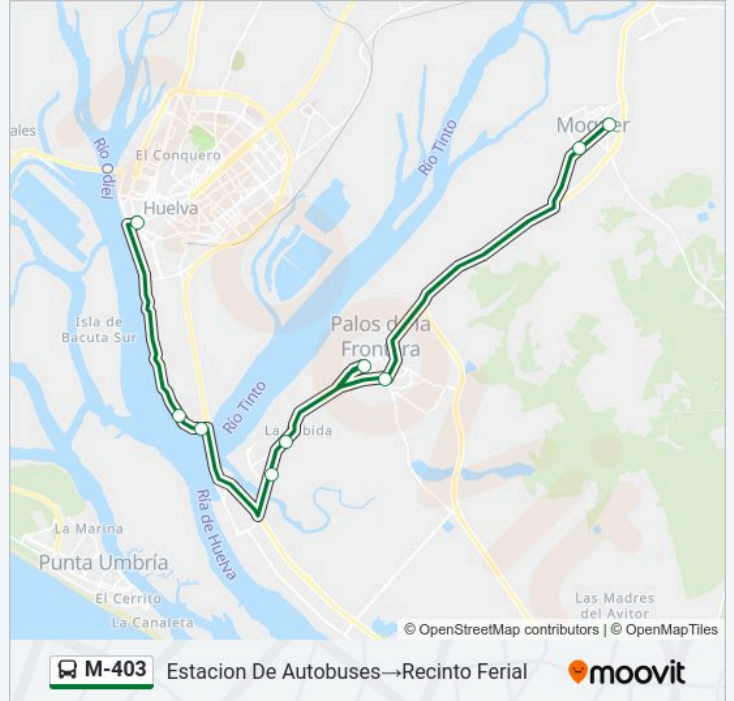 ales
Río Odiel
El Conquero
Huelva
Río Tinto
Moguer
Isla de
Bacuta Sur
Palos de la
Frontera
Río Tinto
La Rábida
Ría de Huelva
La Marina
Punta Umbría
El Cerrito
La Canaleta
Las Madres
del Avitor
© OpenStreetMap contributors | © OpenMapTiles
M-403
Estacion De Autobuses→Recinto Ferial
moovit